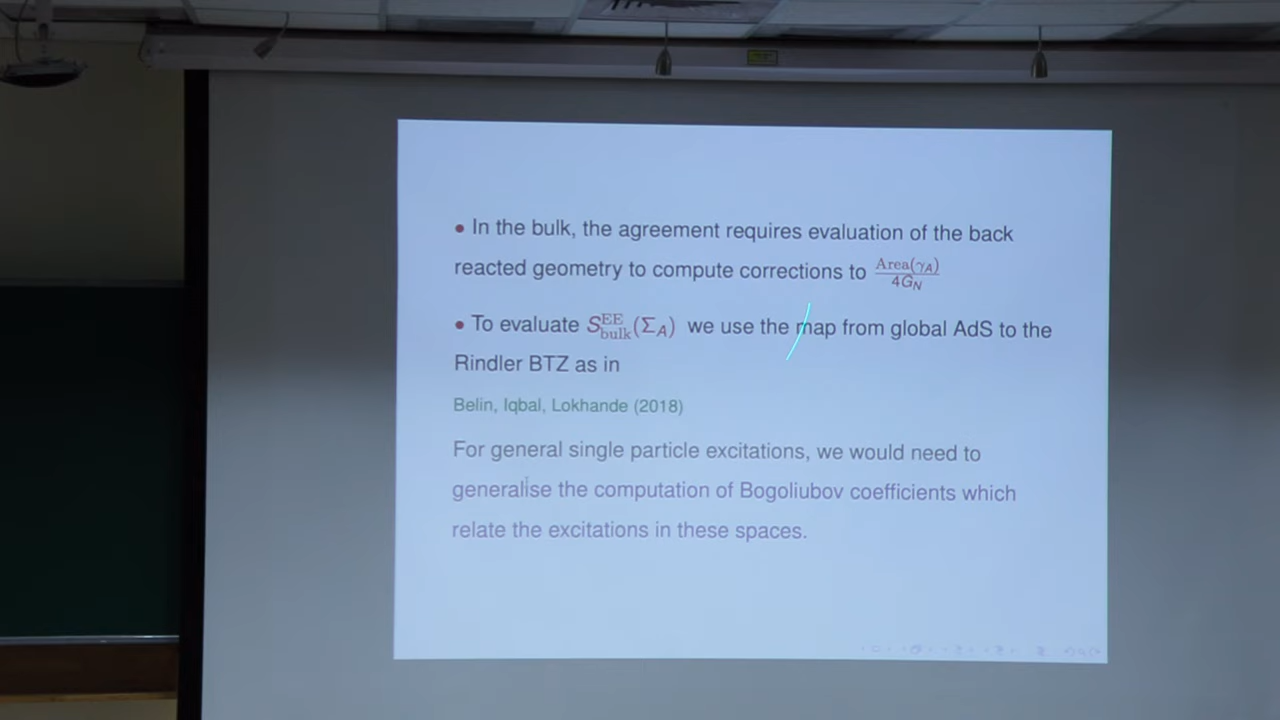 • In the bulk, the agreement requires evaluation of the back
reacted geometry to compute corrections to Area(γ_A)/4G_N
• To evaluate S^EE_bulk(Σ_A) we use the map from global AdS to the
Rindler BTZ as in
Belin, Iqbal, Lokhande (2018)
For general single particle excitations, we would need to
generalise the computation of Bogoliubov coefficients which
relate the excitations in these spaces.